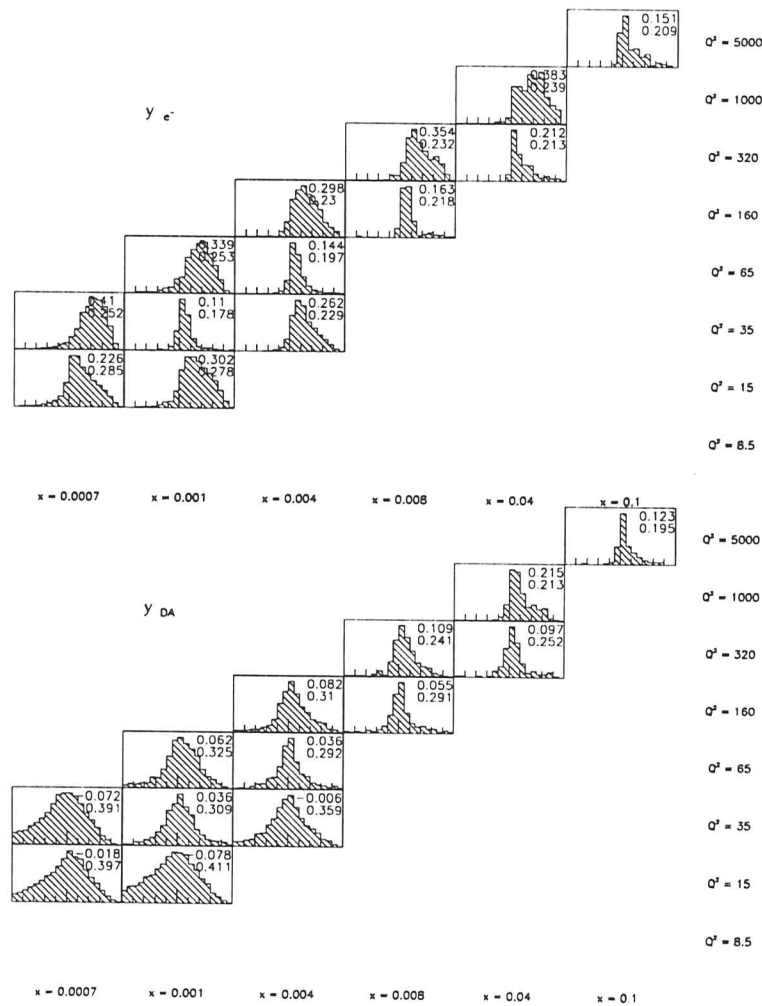 0.151
0.209
Q² = 5000
0.383
0.239
Q² = 1000
y e⁻
0.354
0.232
0.212
0.213
Q² = 320
0.298
0.23
0.163
0.218
Q² = 160
0.339
0.253
0.144
0.197
Q² = 65
0.41
0.252
0.11
0.178
0.262
0.229
Q² = 35
0.226
0.285
0.302
0.278
Q² = 15
Q² = 8.5
x = 0.0007 x = 0.001 x = 0.004 x = 0.008 x = 0.04 x = 0.1
0.123
0.195
Q² = 5000
0.215
0.213
Q² = 1000
y DA
0.109
0.241
0.097
0.252
Q² = 320
0.082
0.31
0.055
0.291
Q² = 160
0.062
0.325
0.036
0.292
Q² = 65
-0.072
0.391
0.036
0.309
-0.006
0.359
Q² = 35
-0.018
0.397
-0.078
0.411
Q² = 15
Q² = 8.5
x = 0.0007 x = 0.001 x = 0.004 x = 0.008 x = 0.04 x = 0.1